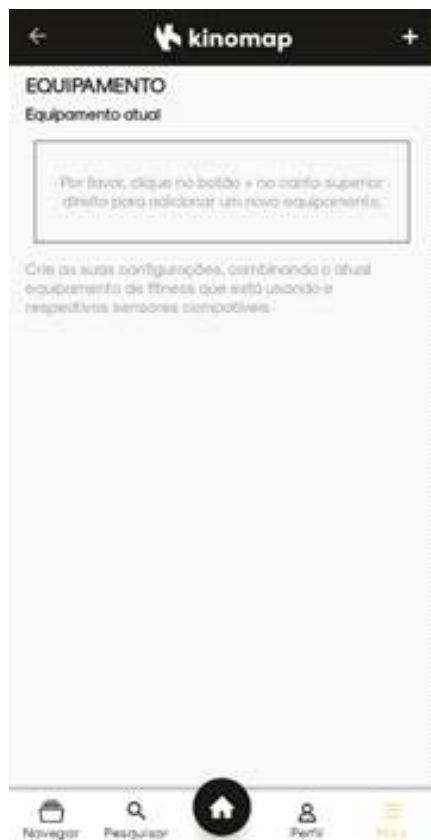 kinomap
+
EQUIPAMENTO
Equipamento atual
Por favor, clique no botão + no canto superior
direito para adicionar um novo equipamento.
Crie as suas configurações, combinando o atual
equipamento de fitness que está usando e
respectivos sensores compatíveis
Navegar Pesquisar Perfil Mais